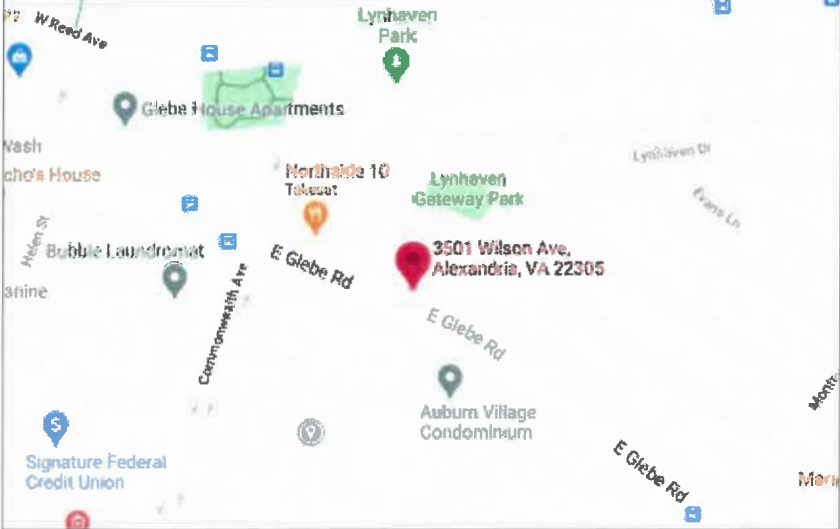 W Reed Ave
Lynhaven
Park
Glebe House Apartments
Lynhaven Dr
cho's House
Northside 10
Takeout
Lynhaven
Gateway Park
Evans Ln
Helen St
Bubble Laundromat
E Glebe Rd
3501 Wilson Ave,
Alexandria, VA 22305
Commonwealth Ave
E Glebe Rd
Auburn Village
Condominium
E Glebe Rd
Signature Federal
Credit Union